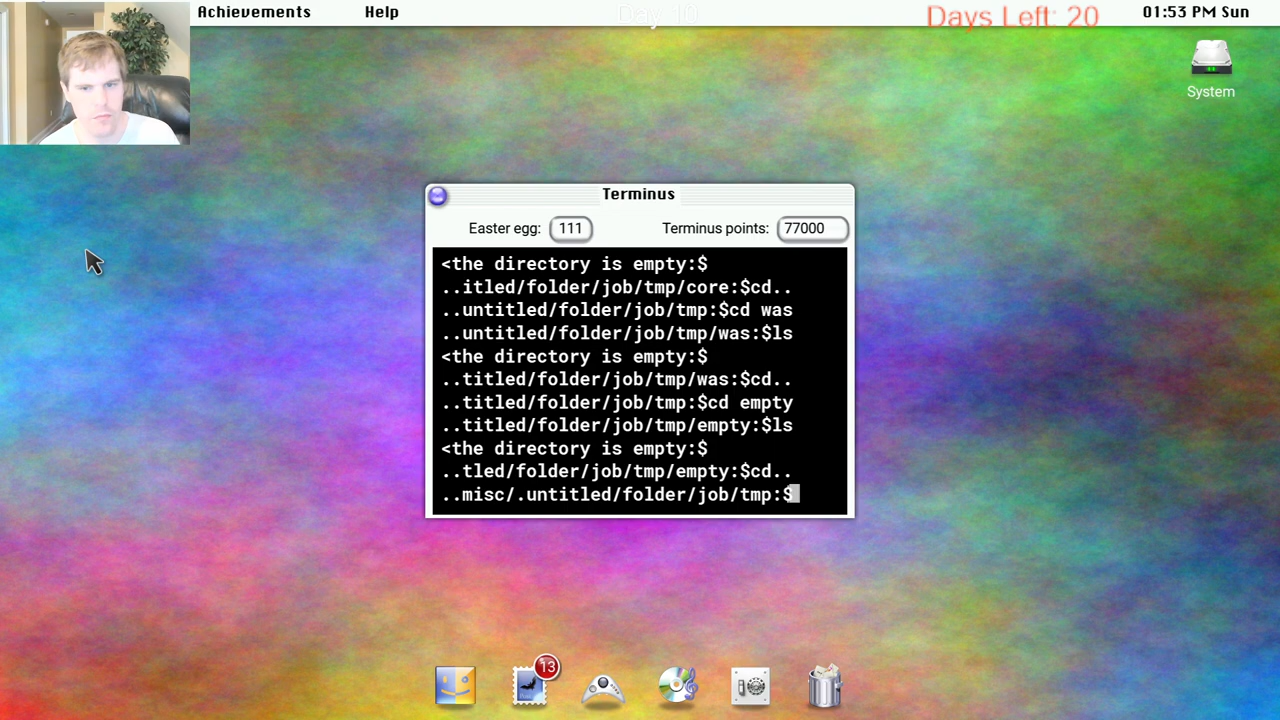 Achievements Help Day 10 Days Left: 20 01:53 PM Sun
System
Terminus
Easter egg: 111 Terminus points: 77000
<the directory is empty:$
..itled/folder/job/tmp/core:$cd..
..untitled/folder/job/tmp:$cd was
..untitled/folder/job/tmp/was:$ls
<the directory is empty:$
..titled/folder/job/tmp/was:$cd..
..titled/folder/job/tmp:$cd empty
..titled/folder/job/tmp/empty:$ls
<the directory is empty:$
..tled/folder/job/tmp/empty:$cd..
..misc/.untitled/folder/job/tmp:$
13